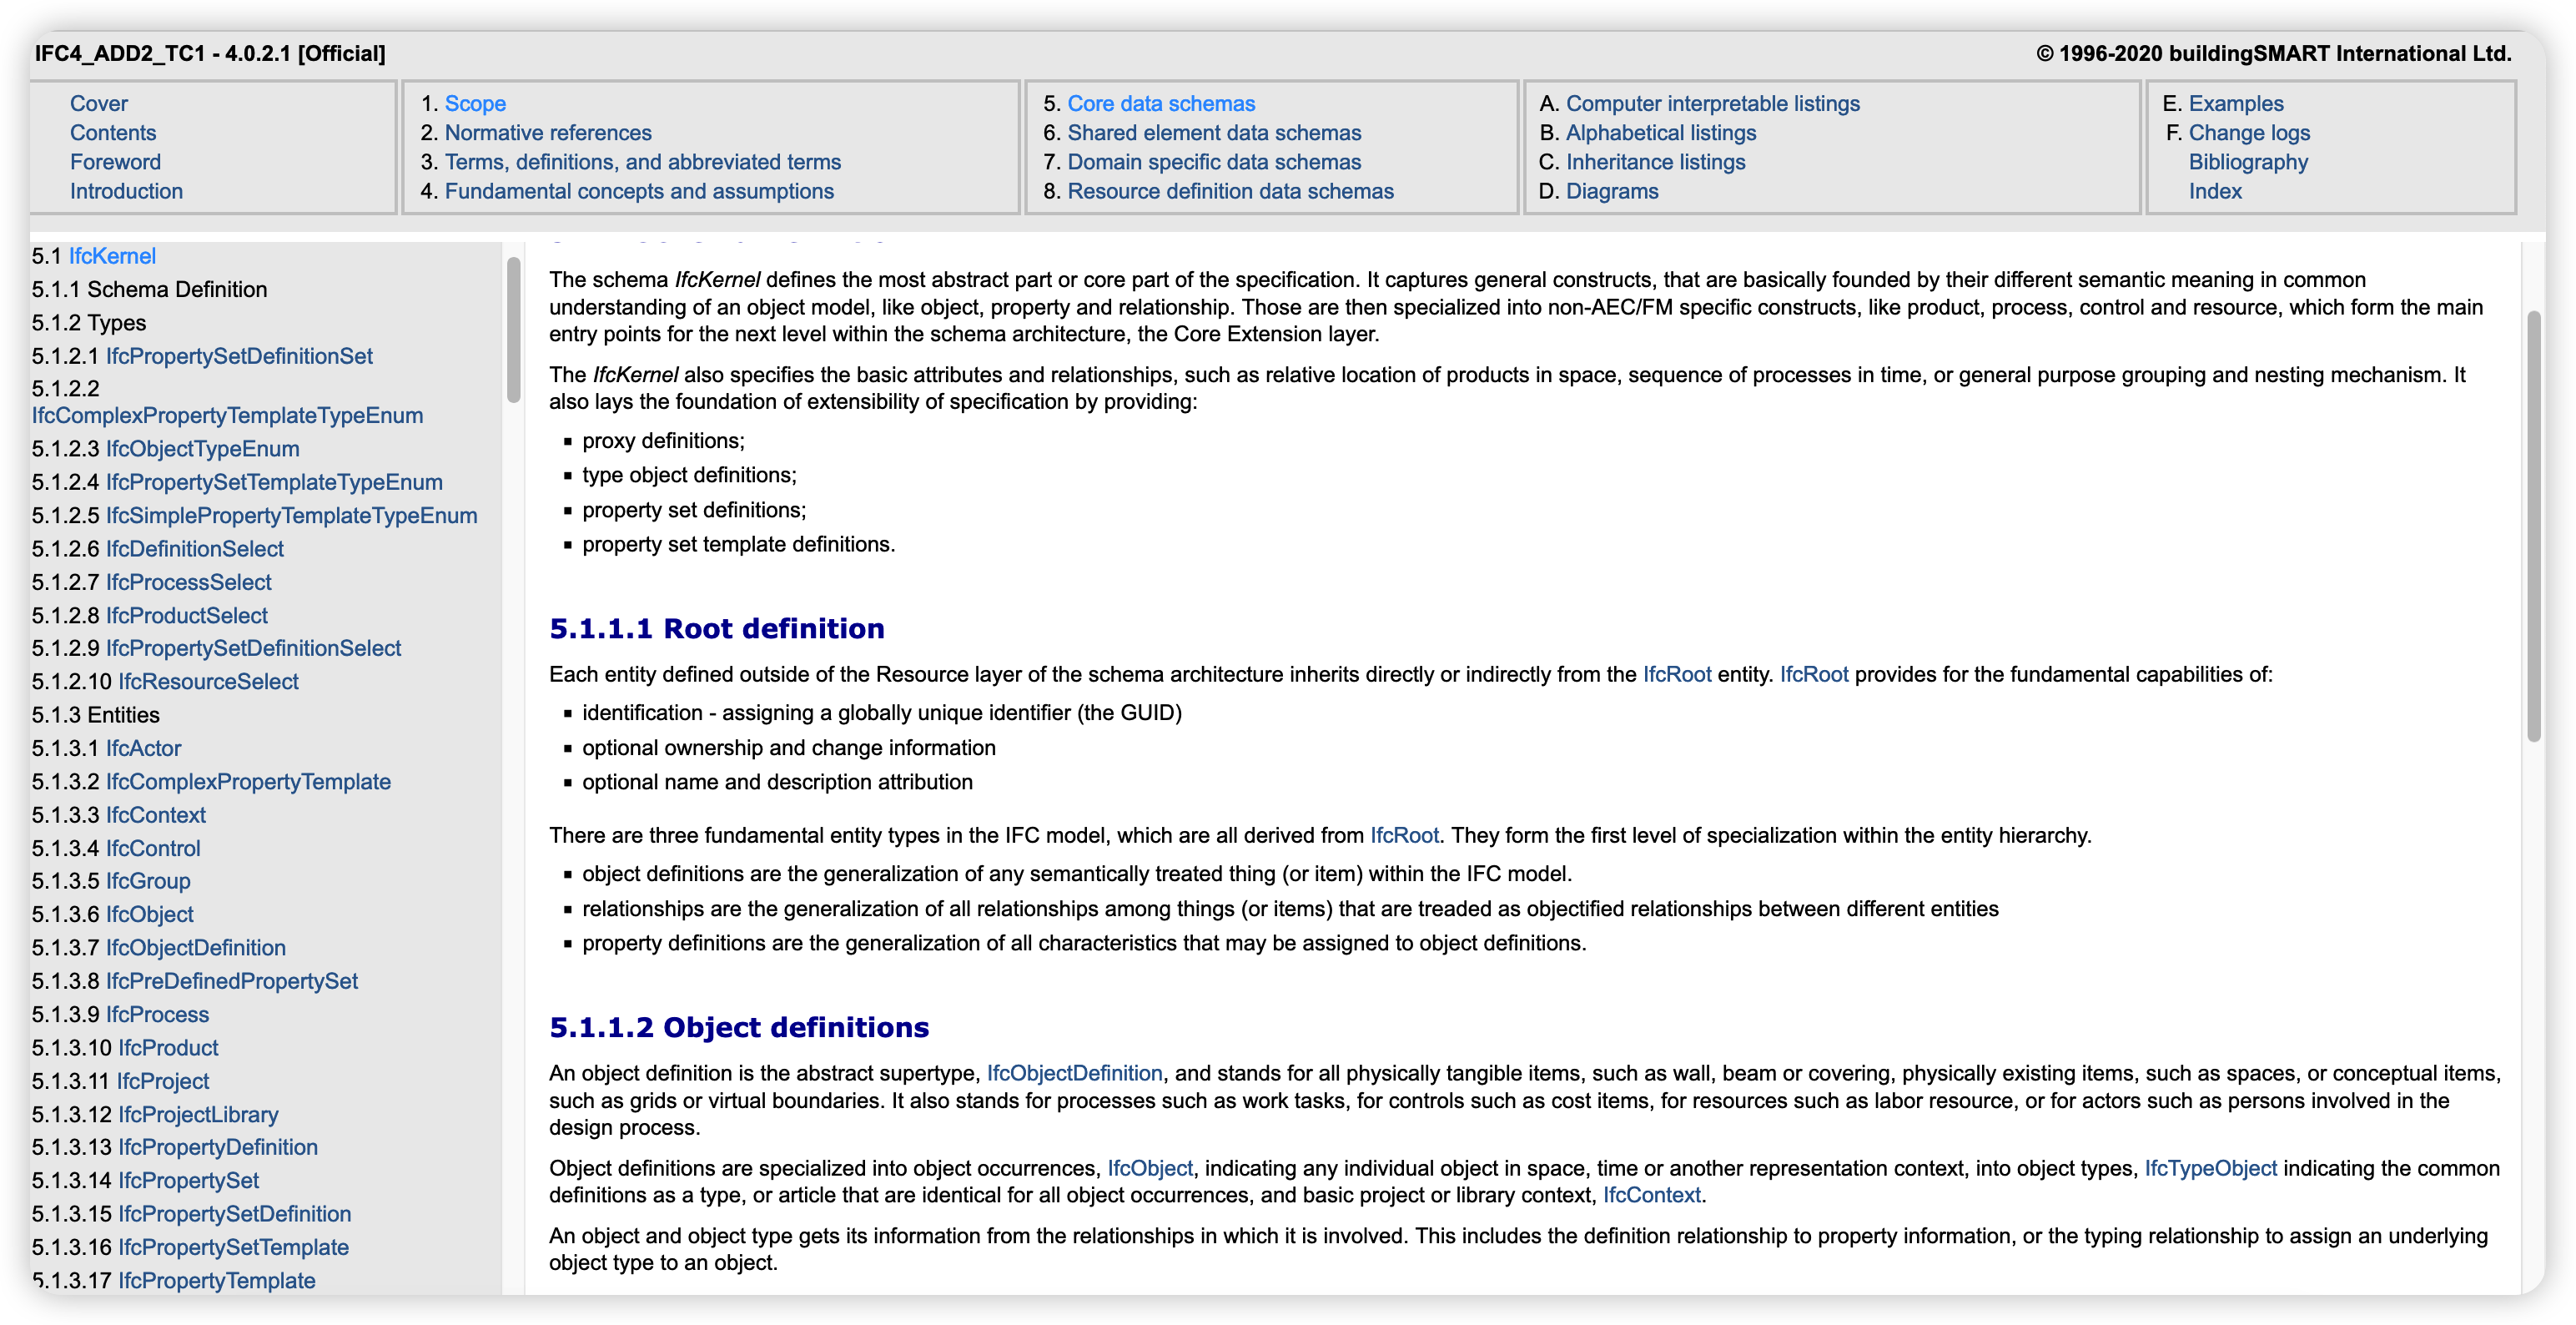 IFC4_ADD2_TC1 - 4.0.2.1 [Official]
© 1996-2020 buildingSMART International Ltd.
Cover
Contents
Foreword
Introduction
1. Scope
2. Normative references
3. Terms, definitions, and abbreviated terms
4. Fundamental concepts and assumptions
5. Core data schemas
6. Shared element data schemas
7. Domain specific data schemas
8. Resource definition data schemas
A. Computer interpretable listings
B. Alphabetical listings
C. Inheritance listings
D. Diagrams
E. Examples
F. Change logs
Bibliography
Index
5.1 IfcKernel
5.1.1 Schema Definition
5.1.2 Types
5.1.2.1 IfcPropertySetDefinitionSet
5.1.2.2
IfcComplexPropertyTemplateTypeEnum
5.1.2.3 IfcObjectTypeEnum
5.1.2.4 IfcPropertySetTemplateTypeEnum
5.1.2.5 IfcSimplePropertyTemplateTypeEnum
5.1.2.6 IfcDefinitionSelect
5.1.2.7 IfcProcessSelect
5.1.2.8 IfcProductSelect
5.1.2.9 IfcPropertySetDefinitionSelect
5.1.2.10 IfcResourceSelect
5.1.3 Entities
5.1.3.1 IfcActor
5.1.3.2 IfcComplexPropertyTemplate
5.1.3.3 IfcContext
5.1.3.4 IfcControl
5.1.3.5 IfcGroup
5.1.3.6 IfcObject
5.1.3.7 IfcObjectDefinition
5.1.3.8 IfcPreDefinedPropertySet
5.1.3.9 IfcProcess
5.1.3.10 IfcProduct
5.1.3.11 IfcProject
5.1.3.12 IfcProjectLibrary
5.1.3.13 IfcPropertyDefinition
5.1.3.14 IfcPropertySet
5.1.3.15 IfcPropertySetDefinition
5.1.3.16 IfcPropertySetTemplate
5.1.3.17 IfcPropertyTemplate
The schema IfcKernel defines the most abstract part or core part of the specification. It captures general constructs, that are basically founded by their different semantic meaning in common
understanding of an object model, like object, property and relationship. Those are then specialized into non-AEC/FM specific constructs, like product, process, control and resource, which form the main
entry points for the next level within the schema architecture, the Core Extension layer.
The IfcKernel also specifies the basic attributes and relationships, such as relative location of products in space, sequence of processes in time, or general purpose grouping and nesting mechanism. It
also lays the foundation of extensibility of specification by providing:
▪ proxy definitions;
▪ type object definitions;
▪ property set definitions;
▪ property set template definitions.
5.1.1.1 Root definition
Each entity defined outside of the Resource layer of the schema architecture inherits directly or indirectly from the IfcRoot entity. IfcRoot provides for the fundamental capabilities of:
▪ identification - assigning a globally unique identifier (the GUID)
▪ optional ownership and change information
▪ optional name and description attribution
There are three fundamental entity types in the IFC model, which are all derived from IfcRoot. They form the first level of specialization within the entity hierarchy.
▪ object definitions are the generalization of any semantically treated thing (or item) within the IFC model.
▪ relationships are the generalization of all relationships among things (or items) that are treaded as objectified relationships between different entities
▪ property definitions are the generalization of all characteristics that may be assigned to object definitions.
5.1.1.2 Object definitions
An object definition is the abstract supertype, IfcObjectDefinition, and stands for all physically tangible items, such as wall, beam or covering, physically existing items, such as spaces, or conceptual items,
such as grids or virtual boundaries. It also stands for processes such as work tasks, for controls such as cost items, for resources such as labor resource, or for actors such as persons involved in the
design process.
Object definitions are specialized into object occurrences, IfcObject, indicating any individual object in space, time or another representation context, into object types, IfcTypeObject indicating the common
definitions as a type, or article that are identical for all object occurrences, and basic project or library context, IfcContext.
An object and object type gets its information from the relationships in which it is involved. This includes the definition relationship to property information, or the typing relationship to assign an underlying
object type to an object.